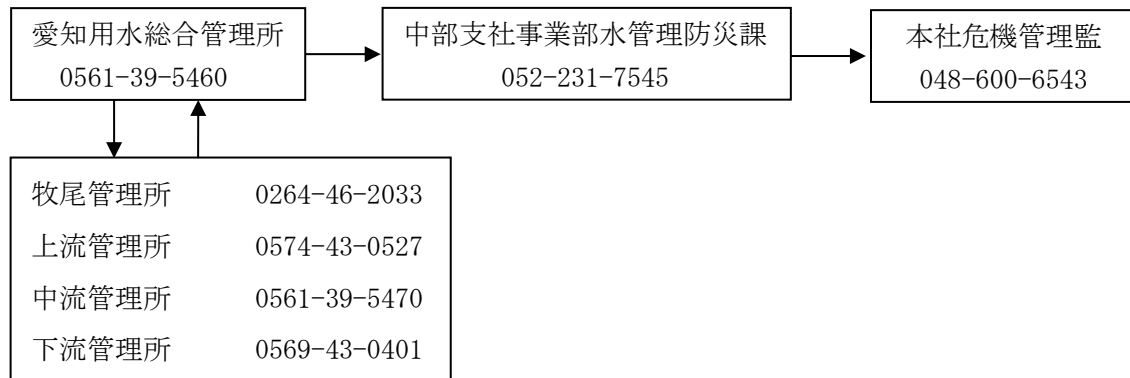 愛知用水総合管理所
0561-39-5460
中部支社事業部水管理防災課
052-231-7545
本社危機管理監
048-600-6543
牧尾管理所 0264-46-2033
上流管理所 0574-43-0527
中流管理所 0561-39-5470
下流管理所 0569-43-0401